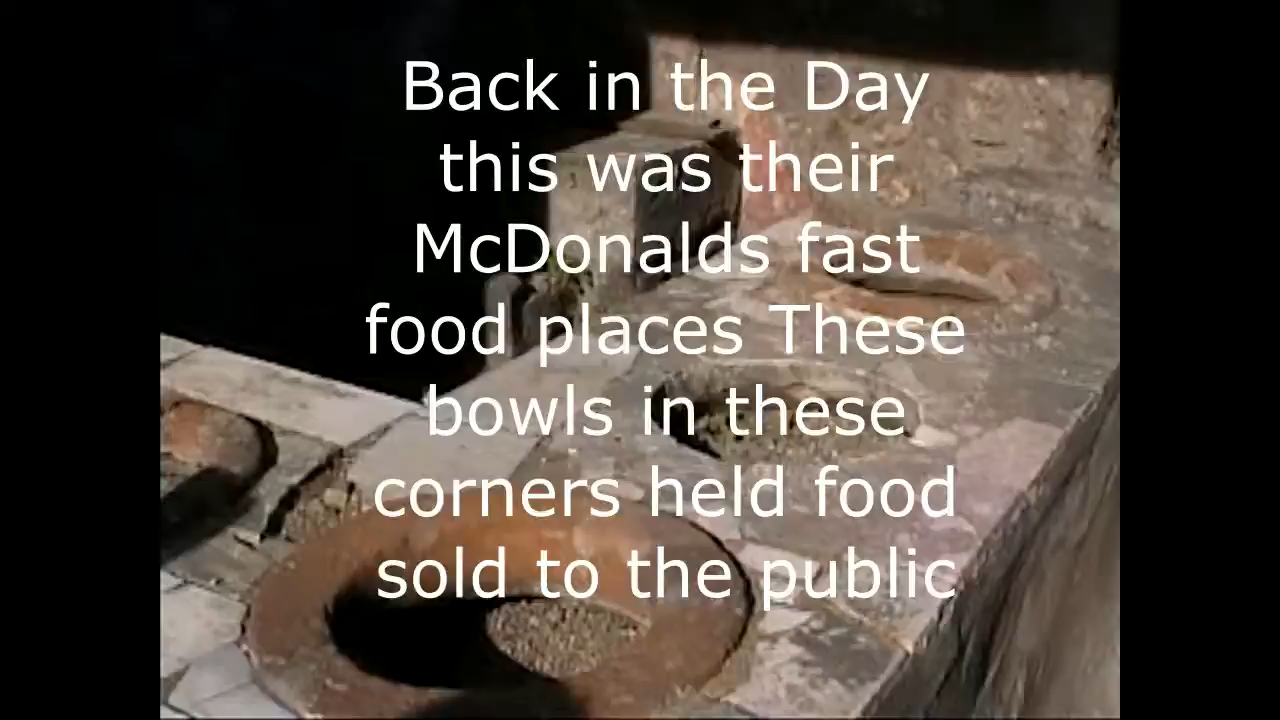 Back in the Day
this was their
McDonalds fast
food places These
bowls in these
corners held food
sold to the public